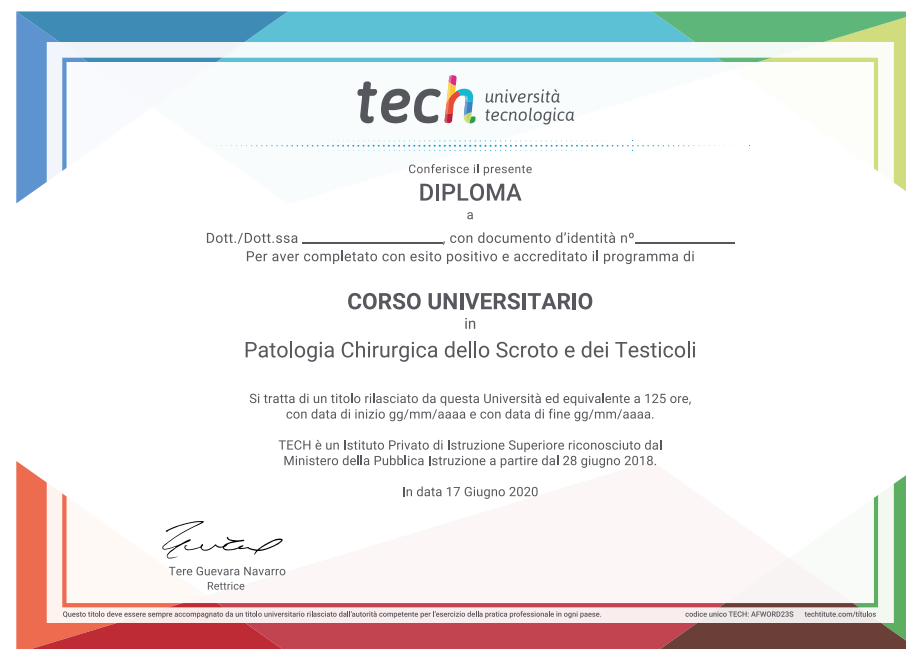 tech università
tecnologica
Conferisce il presente
DIPLOMA
a
Dott./Dott.ssa ____________________, con documento d'identità nº______________
Per aver completato con esito positivo e accreditato il programma di
CORSO UNIVERSITARIO
in
Patologia Chirurgica dello Scroto e dei Testicoli
Si tratta di un titolo rilasciato da questa Università ed equivalente a 125 ore,
con data di inizio gg/mm/aaaa e con data di fine gg/mm/aaaa.
TECH è un Istituto Privato di Istruzione Superiore riconosciuto dal
Ministero della Pubblica Istruzione a partire dal 28 giugno 2018.
In data 17 Giugno 2020
Tere Guevara Navarro
Rettrice
Questo titolo deve essere sempre accompagnato da un titolo universitario rilasciato dall'autorità competente per l'esercizio della pratica professionale in ogni paese. codice unico TECH: AFWORD23S techtitute.com/titulos